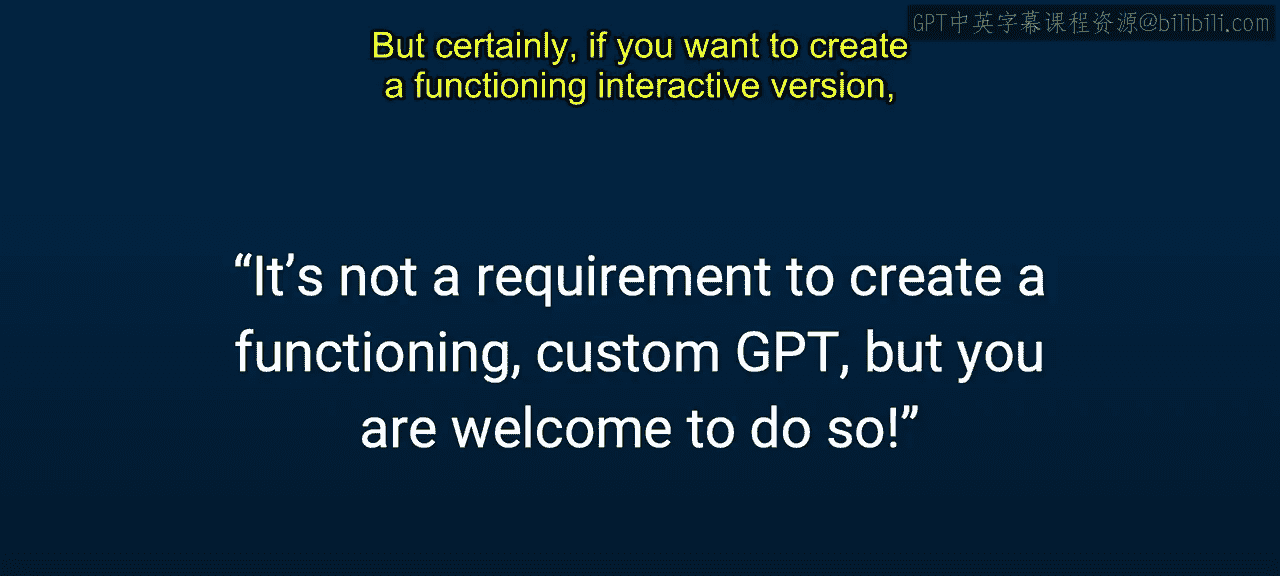 GPT中英字幕课程资源@bilibili.com
But certainly, if you want to create
a functioning interactive version,
“It’s not a requirement to create a
functioning, custom GPT, but you
are welcome to do so!”